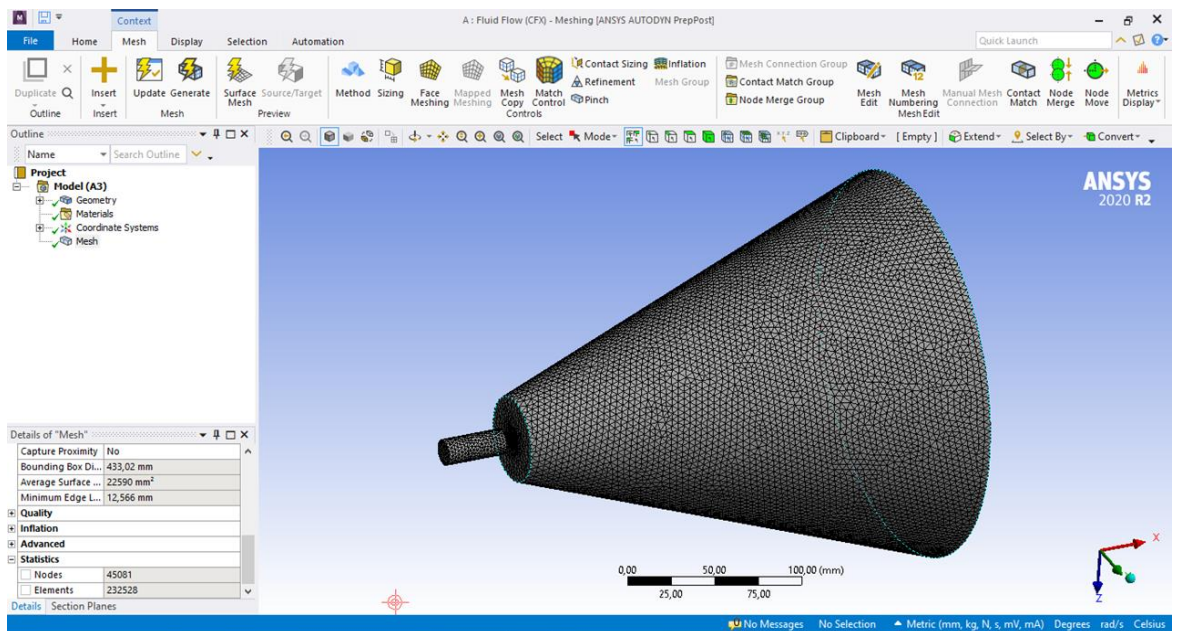 M
Context
A : Fluid Flow (CFX) - Meshing [ANSYS AUTODYN PrepPost]
File Home Mesh Display Selection Automation
Quick Launch
Duplicate
Outline
Insert
Insert
Update Generate
Mesh
Surface Mesh Source/Target
Preview
Method Sizing Face Meshing Mapped Meshing Mesh Copy Match Control
Contact Sizing Inflation
Refinement Mesh Group
Pinch
Controls
Mesh Connection Group
Contact Match Group
Node Merge Group
Mesh Edit Mesh Numbering Manual Mesh Connection Contact Match Node Merge Node Move
Mesh Edit
Metrics Display
Outline
Select Mode Clipboard [ Empty ] Extend Select By Convert
Name Search Outline
Project
Model (A3)
Geometry
Materials
Coordinate Systems
Mesh
ANSYS
2020 R2
Details of "Mesh"
Capture Proximity No
Bounding Box Di... 433,02 mm
Average Surface ... 22590 mm²
Minimum Edge L... 12,566 mm
Quality
Inflation
Advanced
Statistics
Nodes 45081
Elements 232528
Details Section Planes
0,00 50,00 100,00 (mm)
25,00 75,00
X
Z
No Messages No Selection Metric (mm, kg, N, s, mV, mA) Degrees rad/s Celsius